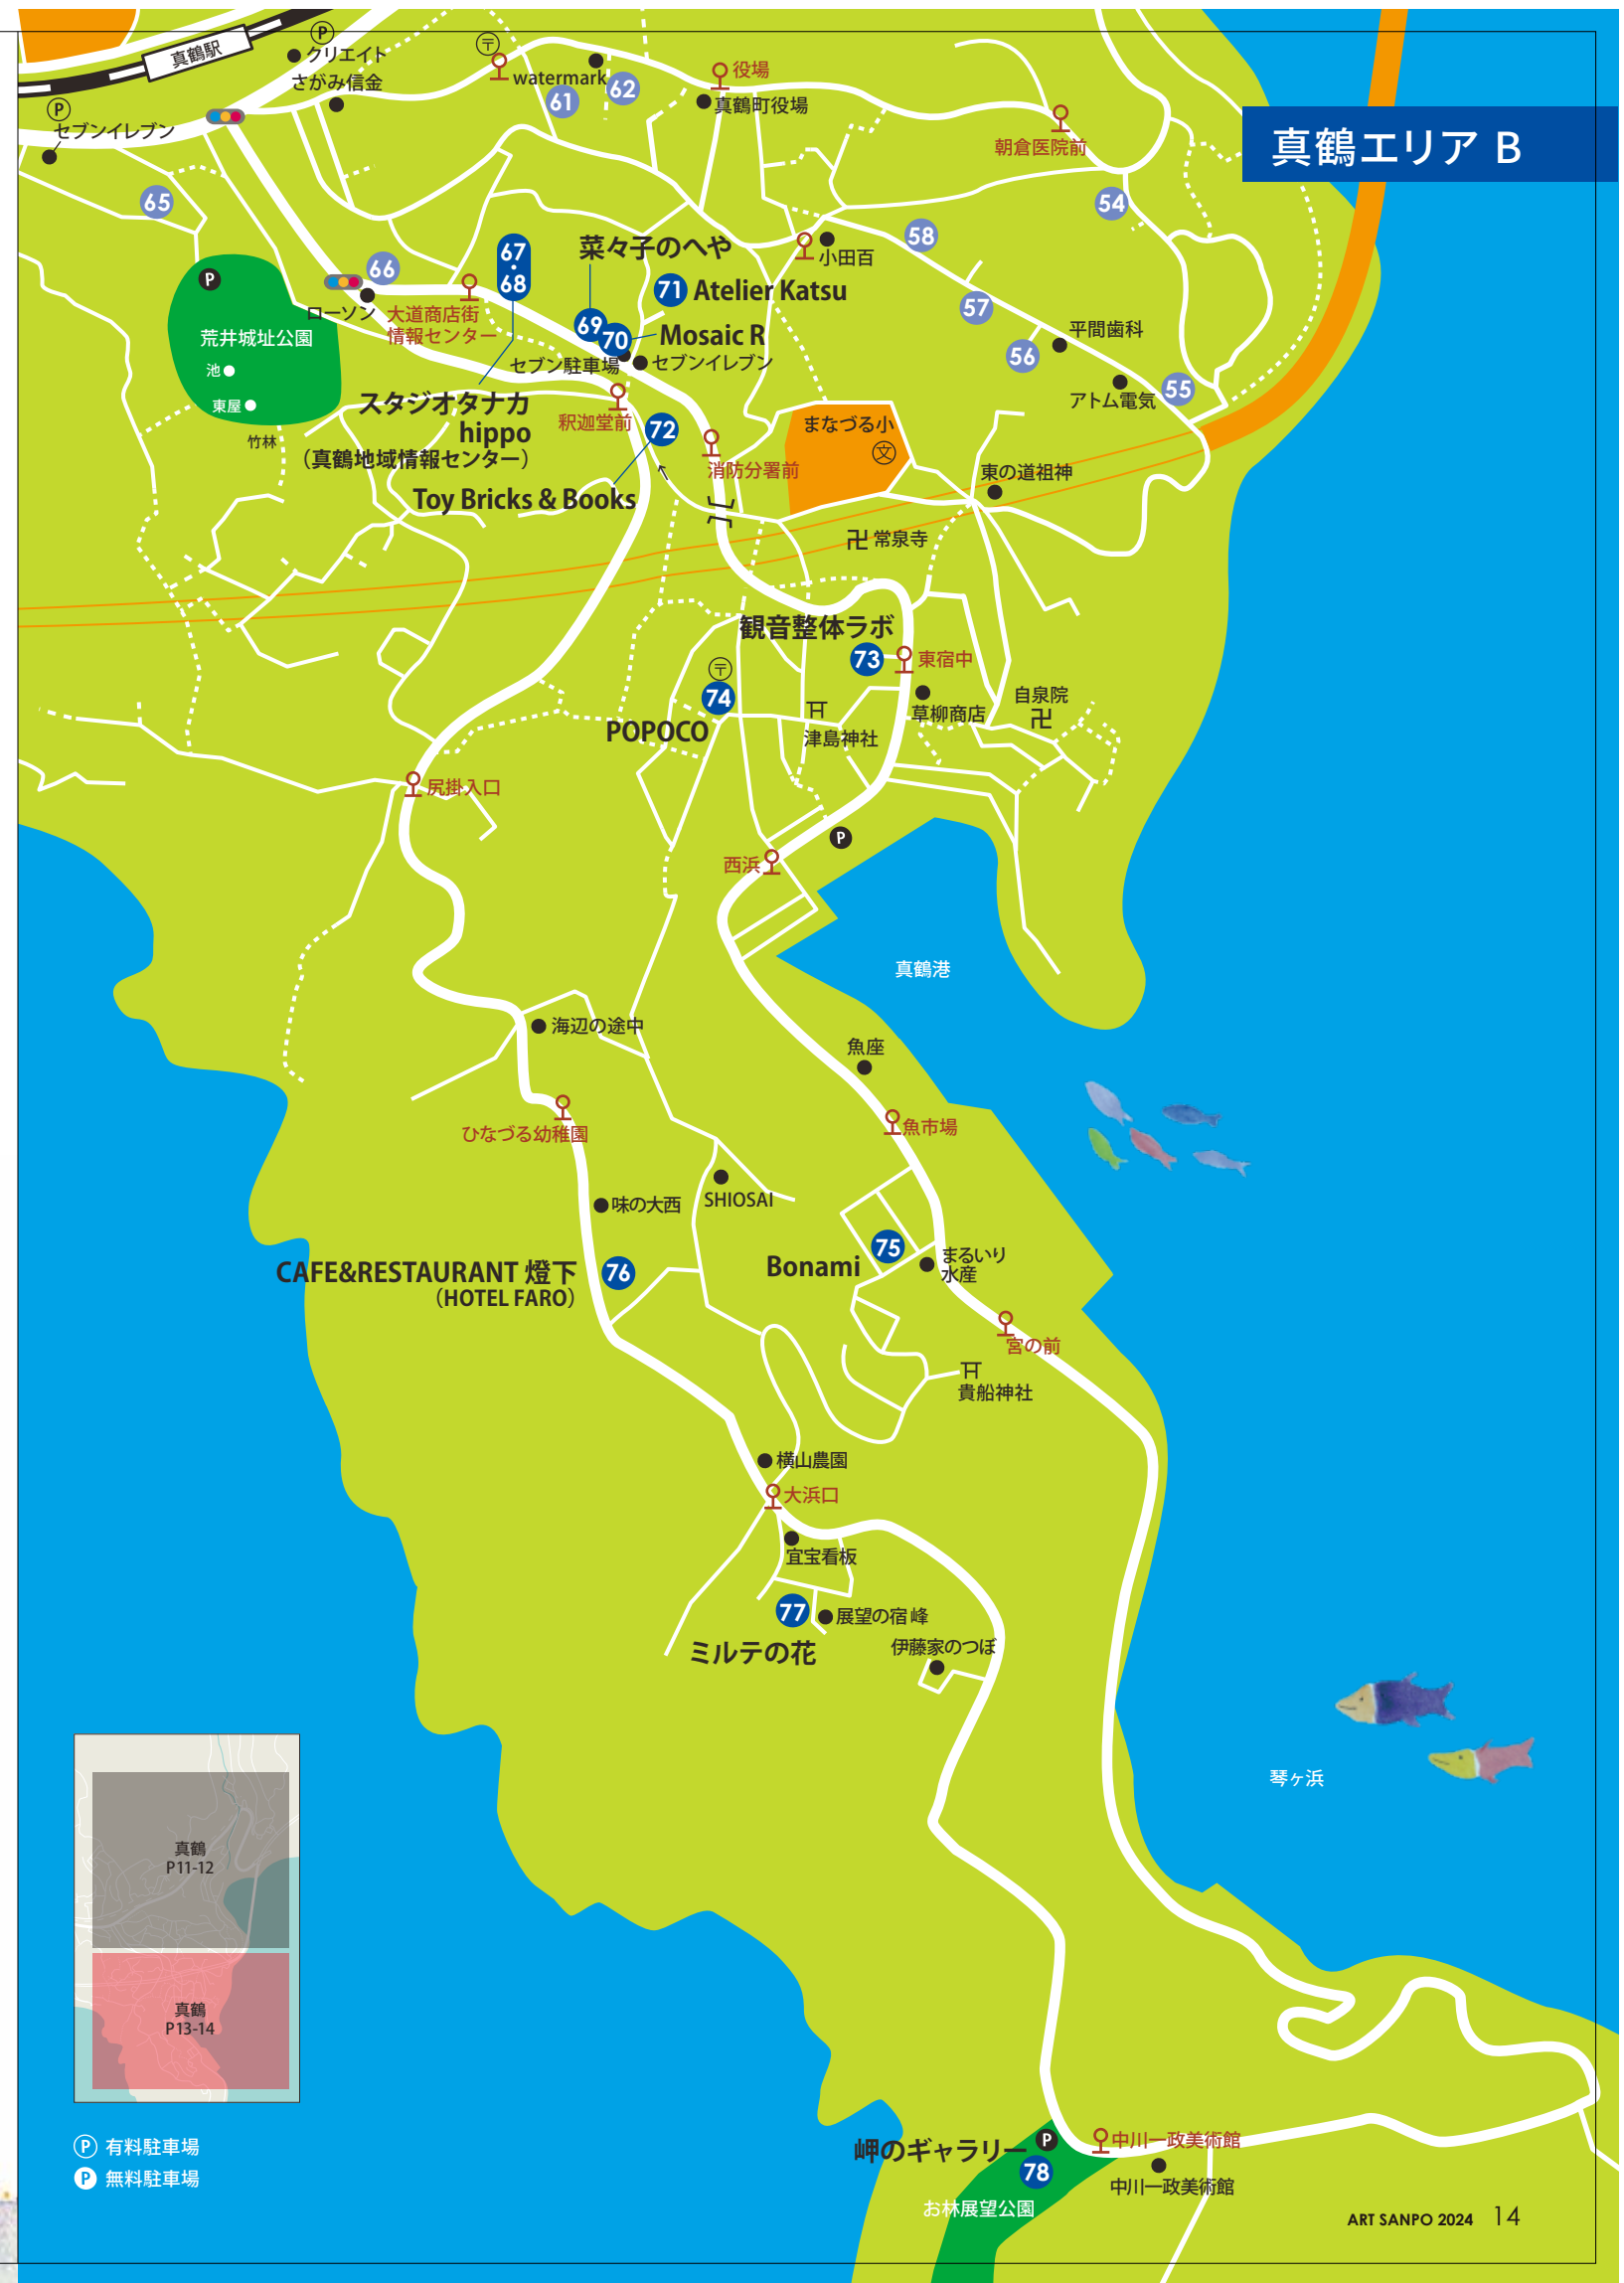 真鶴エリア B
真鶴駅
P
クリエイト
さがみ信金
P
セブンイレブン
〒
watermark
61
62
役場
真鶴町役場
朝倉医院前
54
65
58
小田百
57
平間歯科
56
アトム電気
55
66
ローソン
大道商店街
情報センター
67・68
菜々子のへや
71 Atelier Katsu
69
70
Mosaic R
セブン駐車場
セブンイレブン
P
荒井城址公園
池
東屋
竹林
スタジオタナカ
hippo
（真鶴地域情報センター）
釈迦堂前
72
Toy Bricks & Books
消防分署前
まなづる小
文
東の道祖神
卍 常泉寺
観音整体ラボ
73
東宿中
〒
74
POPOCO
津島神社
草柳商店
自泉院
卍
尻掛入口
P
西浜
真鶴港
海辺の途中
魚座
魚市場
ひなづる幼稚園
味の大西
SHIOSAI
CAFE&RESTAURANT 燈下
（HOTEL FARO）
76
75
Bonami
まるいり
水産
宮の前
貴船神社
横山農園
大浜口
宜宝看板
77
展望の宿 峰
ミルテの花
伊藤家のつぼ
琴ヶ浜
真鶴
P11-12
真鶴
P13-14
P 有料駐車場
P 無料駐車場
岬のギャラリー
P
78
お林展望公園
中川一政美術館
中川一政美術館
ART SANPO 2024 14